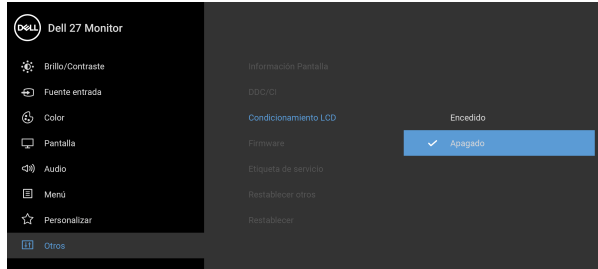 DELL Dell 27 Monitor
Brillo/Contraste
Fuente entrada
Color
Pantalla
Audio
Menú
Personalizar
Otros
Información Pantalla
DDC/CI
Condicionamiento LCD
Firmware
Etiqueta de servicio
Restablecer otros
Restablecer
Encedido
Apagado